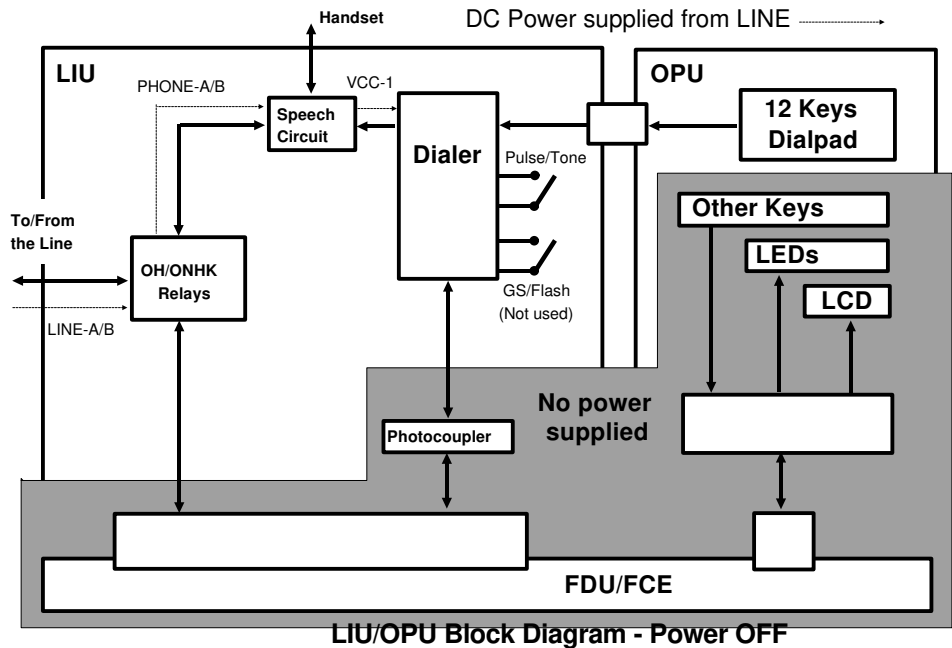 Handset
DC Power supplied from LINE
LIU
OPU
PHONE-A/B
VCC-1
Speech
Circuit
Dialer
12 Keys
Dialpad
Pulse/Tone
To/From
the Line
Other Keys
OH/ONHK
Relays
LEDs
GS/Flash
(Not used)
LCD
LINE-A/B
No power
supplied
Photocoupler
FDU/FCE
LIU/OPU Block Diagram - Power OFF